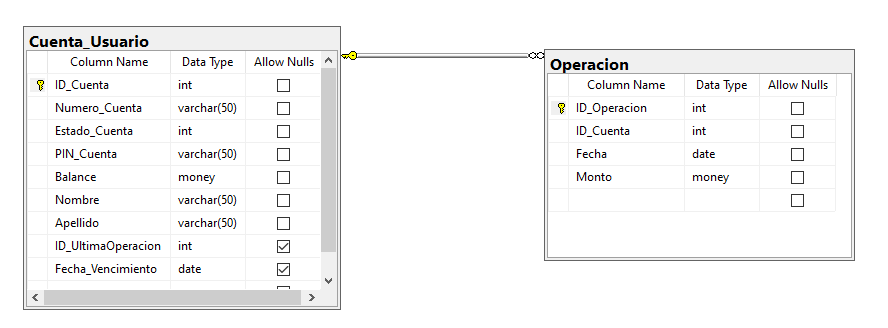 Cuenta_Usuario
Column Name Data Type Allow Nulls
ID_Cuenta int
Numero_Cuenta varchar(50)
Estado_Cuenta int
PIN_Cuenta varchar(50)
Balance money
Nombre varchar(50)
Apellido varchar(50)
ID_UltimaOperacion int
Fecha_Vencimiento date
Operacion
Column Name Data Type Allow Nulls
ID_Operacion int
ID_Cuenta int
Fecha date
Monto money